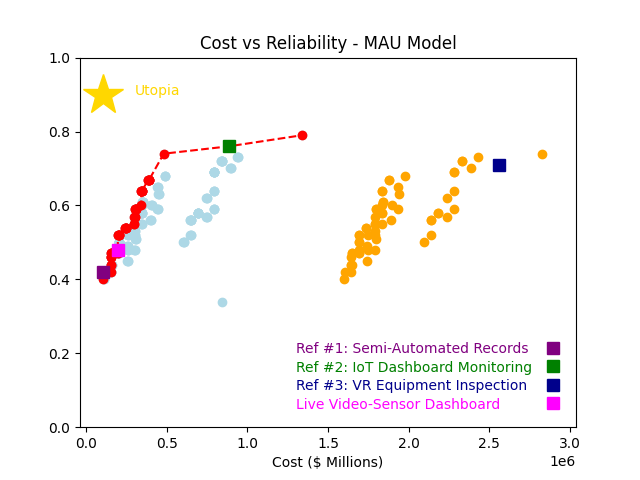 Cost vs Reliability - MAU Model
1.0
0.8
0.6
0.4
0.2
0.0
Utopia
Ref #1: Semi-Automated Records
Ref #2: IoT Dashboard Monitoring
Ref #3: VR Equipment Inspection
Live Video-Sensor Dashboard
0.0 0.5 1.0 1.5 2.0 2.5 3.0
Cost ($ Millions)
1e6